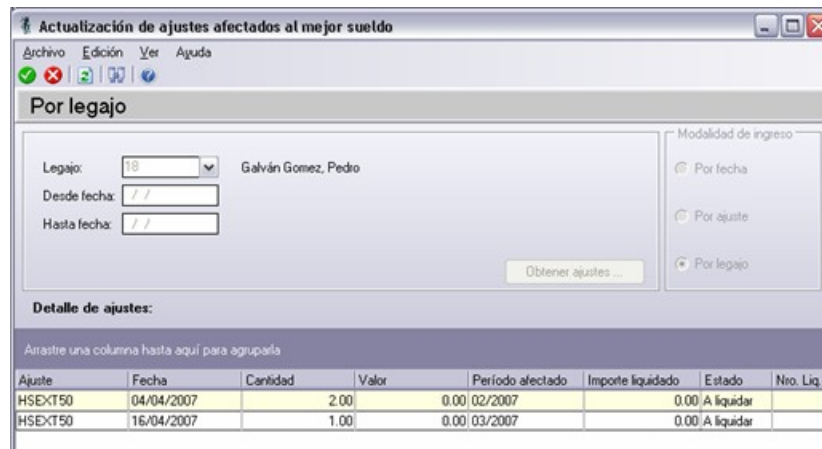 Actualización de ajustes afectados al mejor sueldo
Archivo Edición Ver Ayuda
Por legajo
Modalidad de ingreso
Legajo: 18 Galván Gomez, Pedro
Por fecha
Desde fecha: / /
Hasta fecha: / /
Por ajuste
Obtener ajustes ...
Por legajo
Detalle de ajustes:
Arrastre una columna hasta aquí para agruparla
Ajuste Fecha Cantidad Valor Período afectado Importe liquidado Estado Nro. Liq.
HSEXT50 04/04/2007 2.00 0.00 02/2007 0.00 A liquidar
HSEXT50 16/04/2007 1.00 0.00 03/2007 0.00 A liquidar